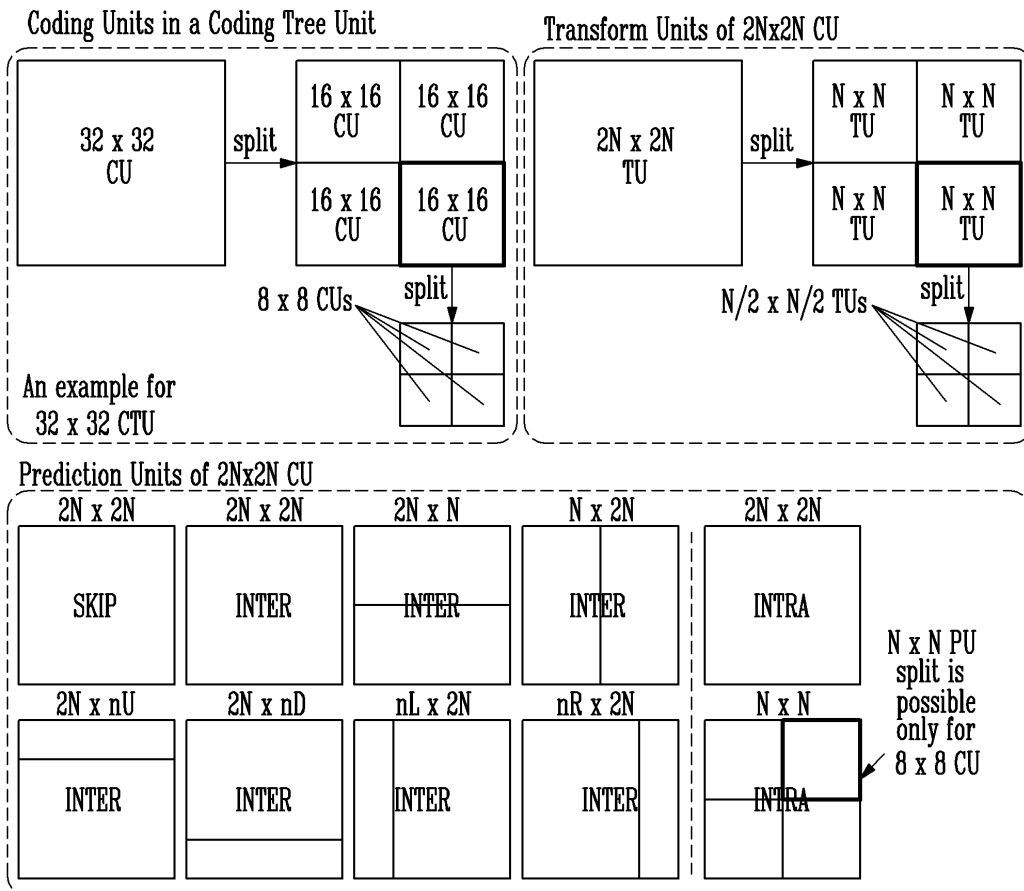 Coding Units in a Coding Tree Unit
32 x 32
CU
split
16 x 16
CU
16 x 16
CU
16 x 16
CU
16 x 16
CU
split
8 x 8 CUs
An example for
32 x 32 CTU
Transform Units of 2Nx2N CU
2N x 2N
TU
split
N x N
TU
N x N
TU
N x N
TU
N x N
TU
split
N/2 x N/2 TUs
Prediction Units of 2Nx2N CU
2N x 2N
SKIP
2N x 2N
INTER
2N x N
INTER
N x 2N
INTER
2N x 2N
INTRA
2N x nU
INTER
2N x nD
INTER
nL x 2N
INTER
nR x 2N
INTER
N x N
INTRA
N x N PU
split is
possible
only for
8 x 8 CU